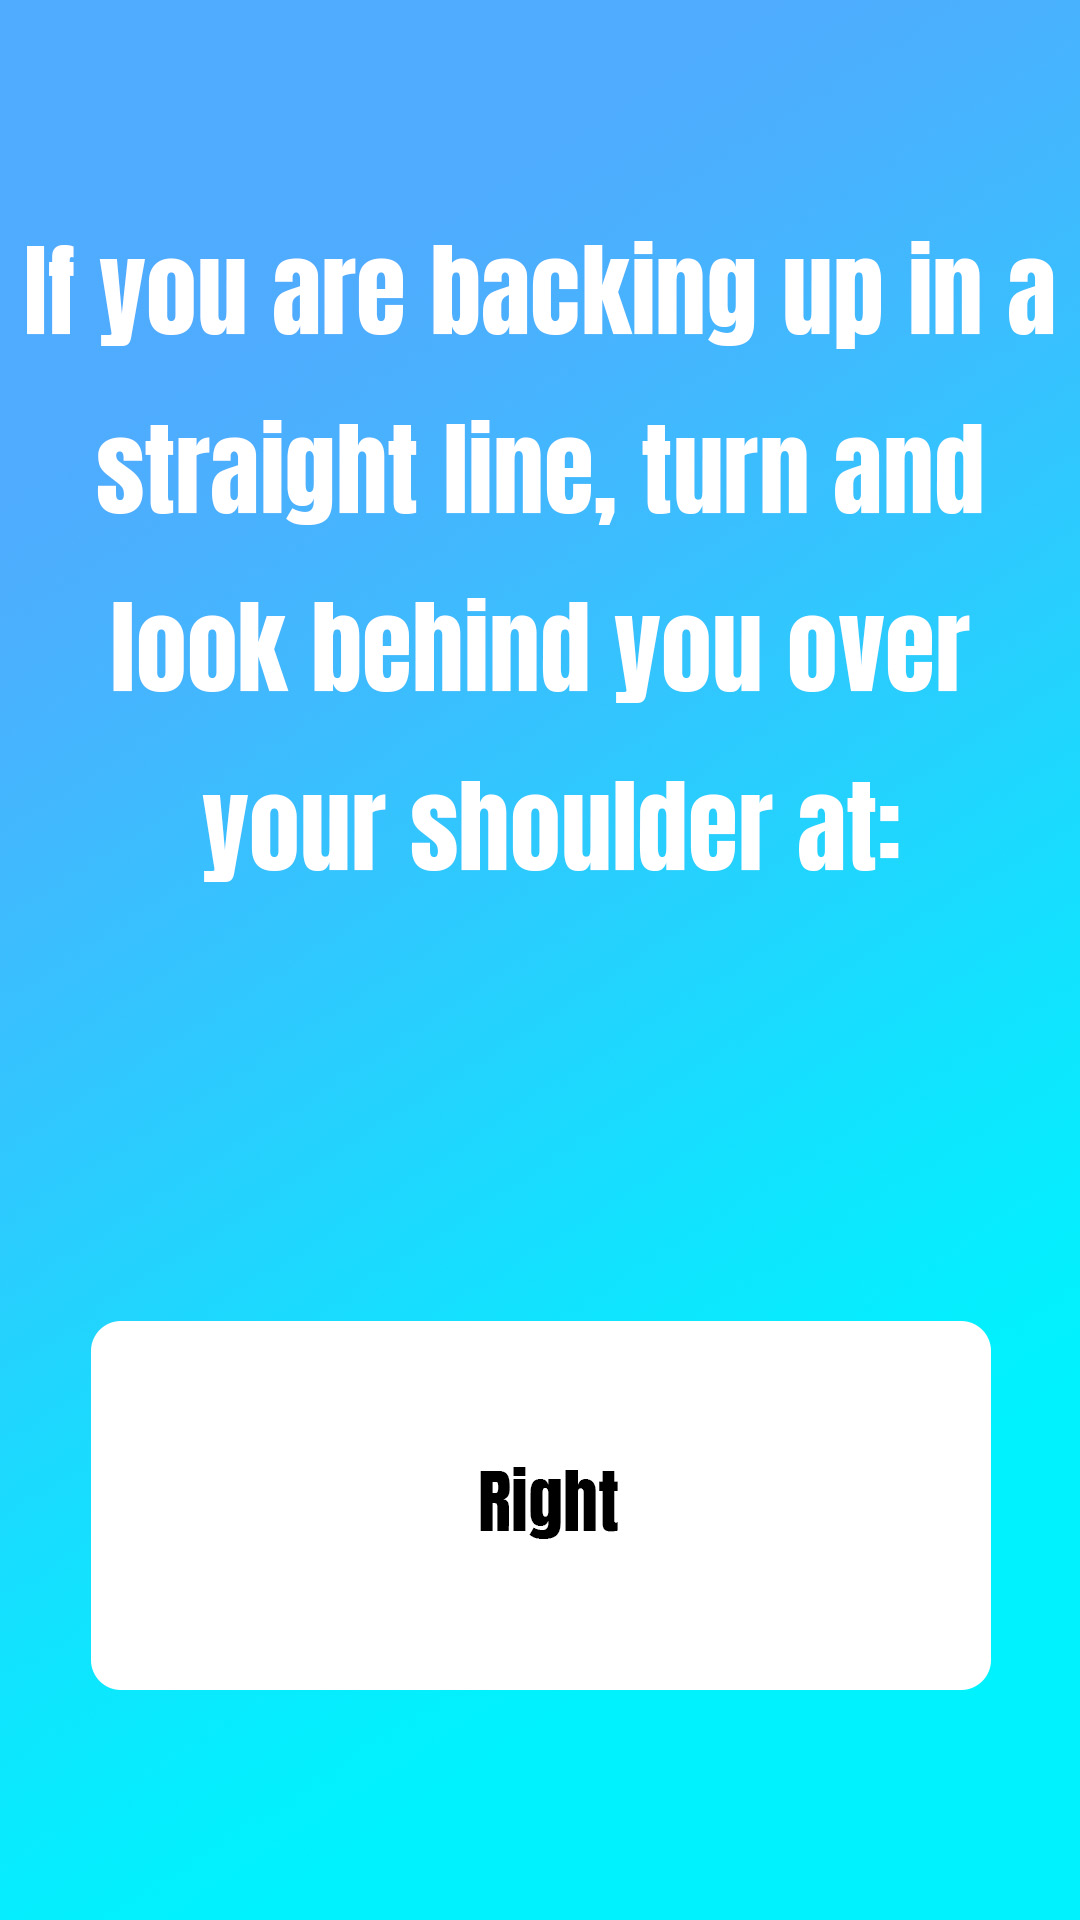 If you are backing up in a
straight line, turn and
look behind you over
your shoulder at:
Right